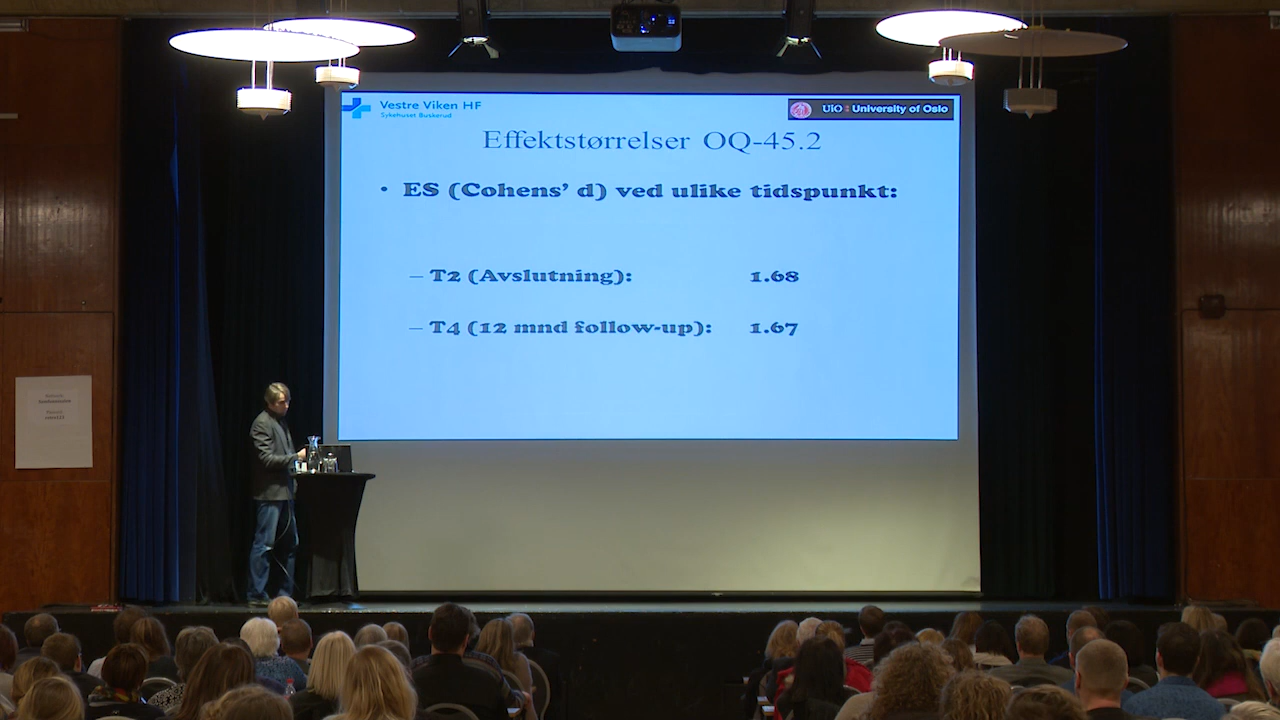 Vestre Viken HF
Sykehuset Buskerud
UiO University of Oslo
Effektstørrelser OQ-45.2
• ES (Cohens' d) ved ulike tidspunkt:
– T2 (Avslutning): 1.68
– T4 (12 mnd follow-up): 1.67